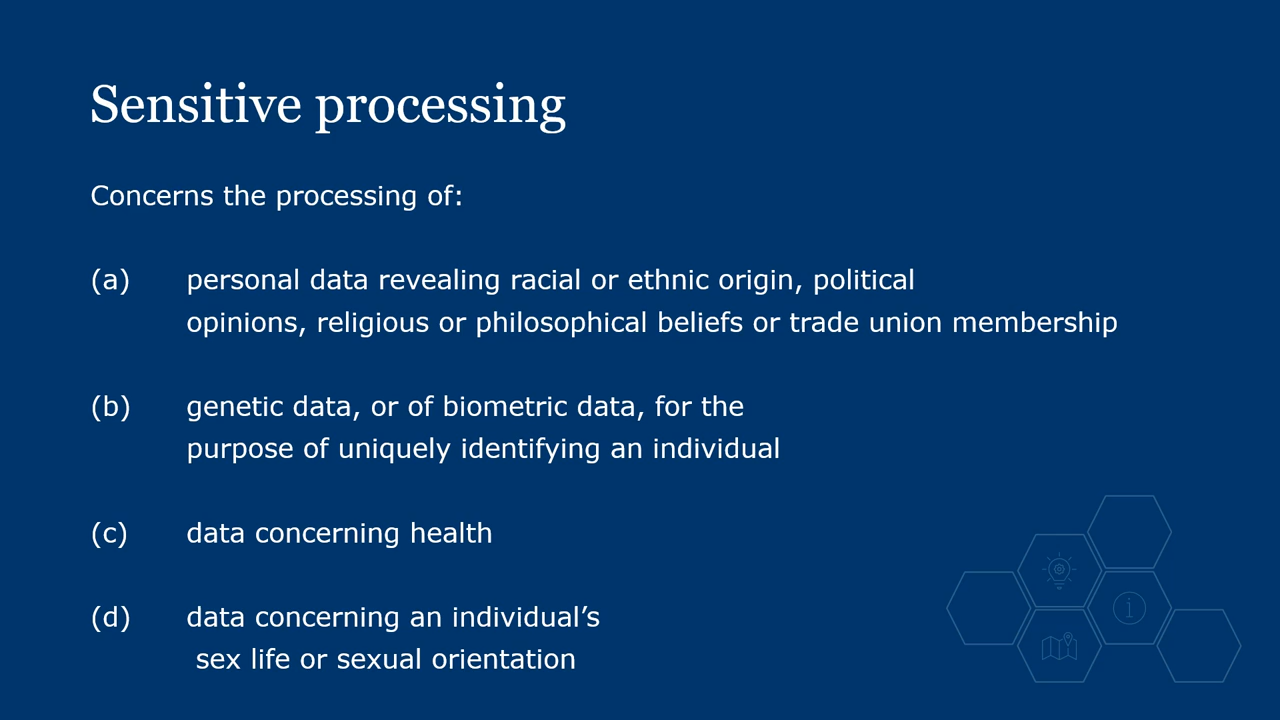 Sensitive processing
Concerns the processing of:
(a) personal data revealing racial or ethnic origin, political
opinions, religious or philosophical beliefs or trade union membership
(b) genetic data, or of biometric data, for the
purpose of uniquely identifying an individual
(c) data concerning health
(d) data concerning an individual’s
sex life or sexual orientation